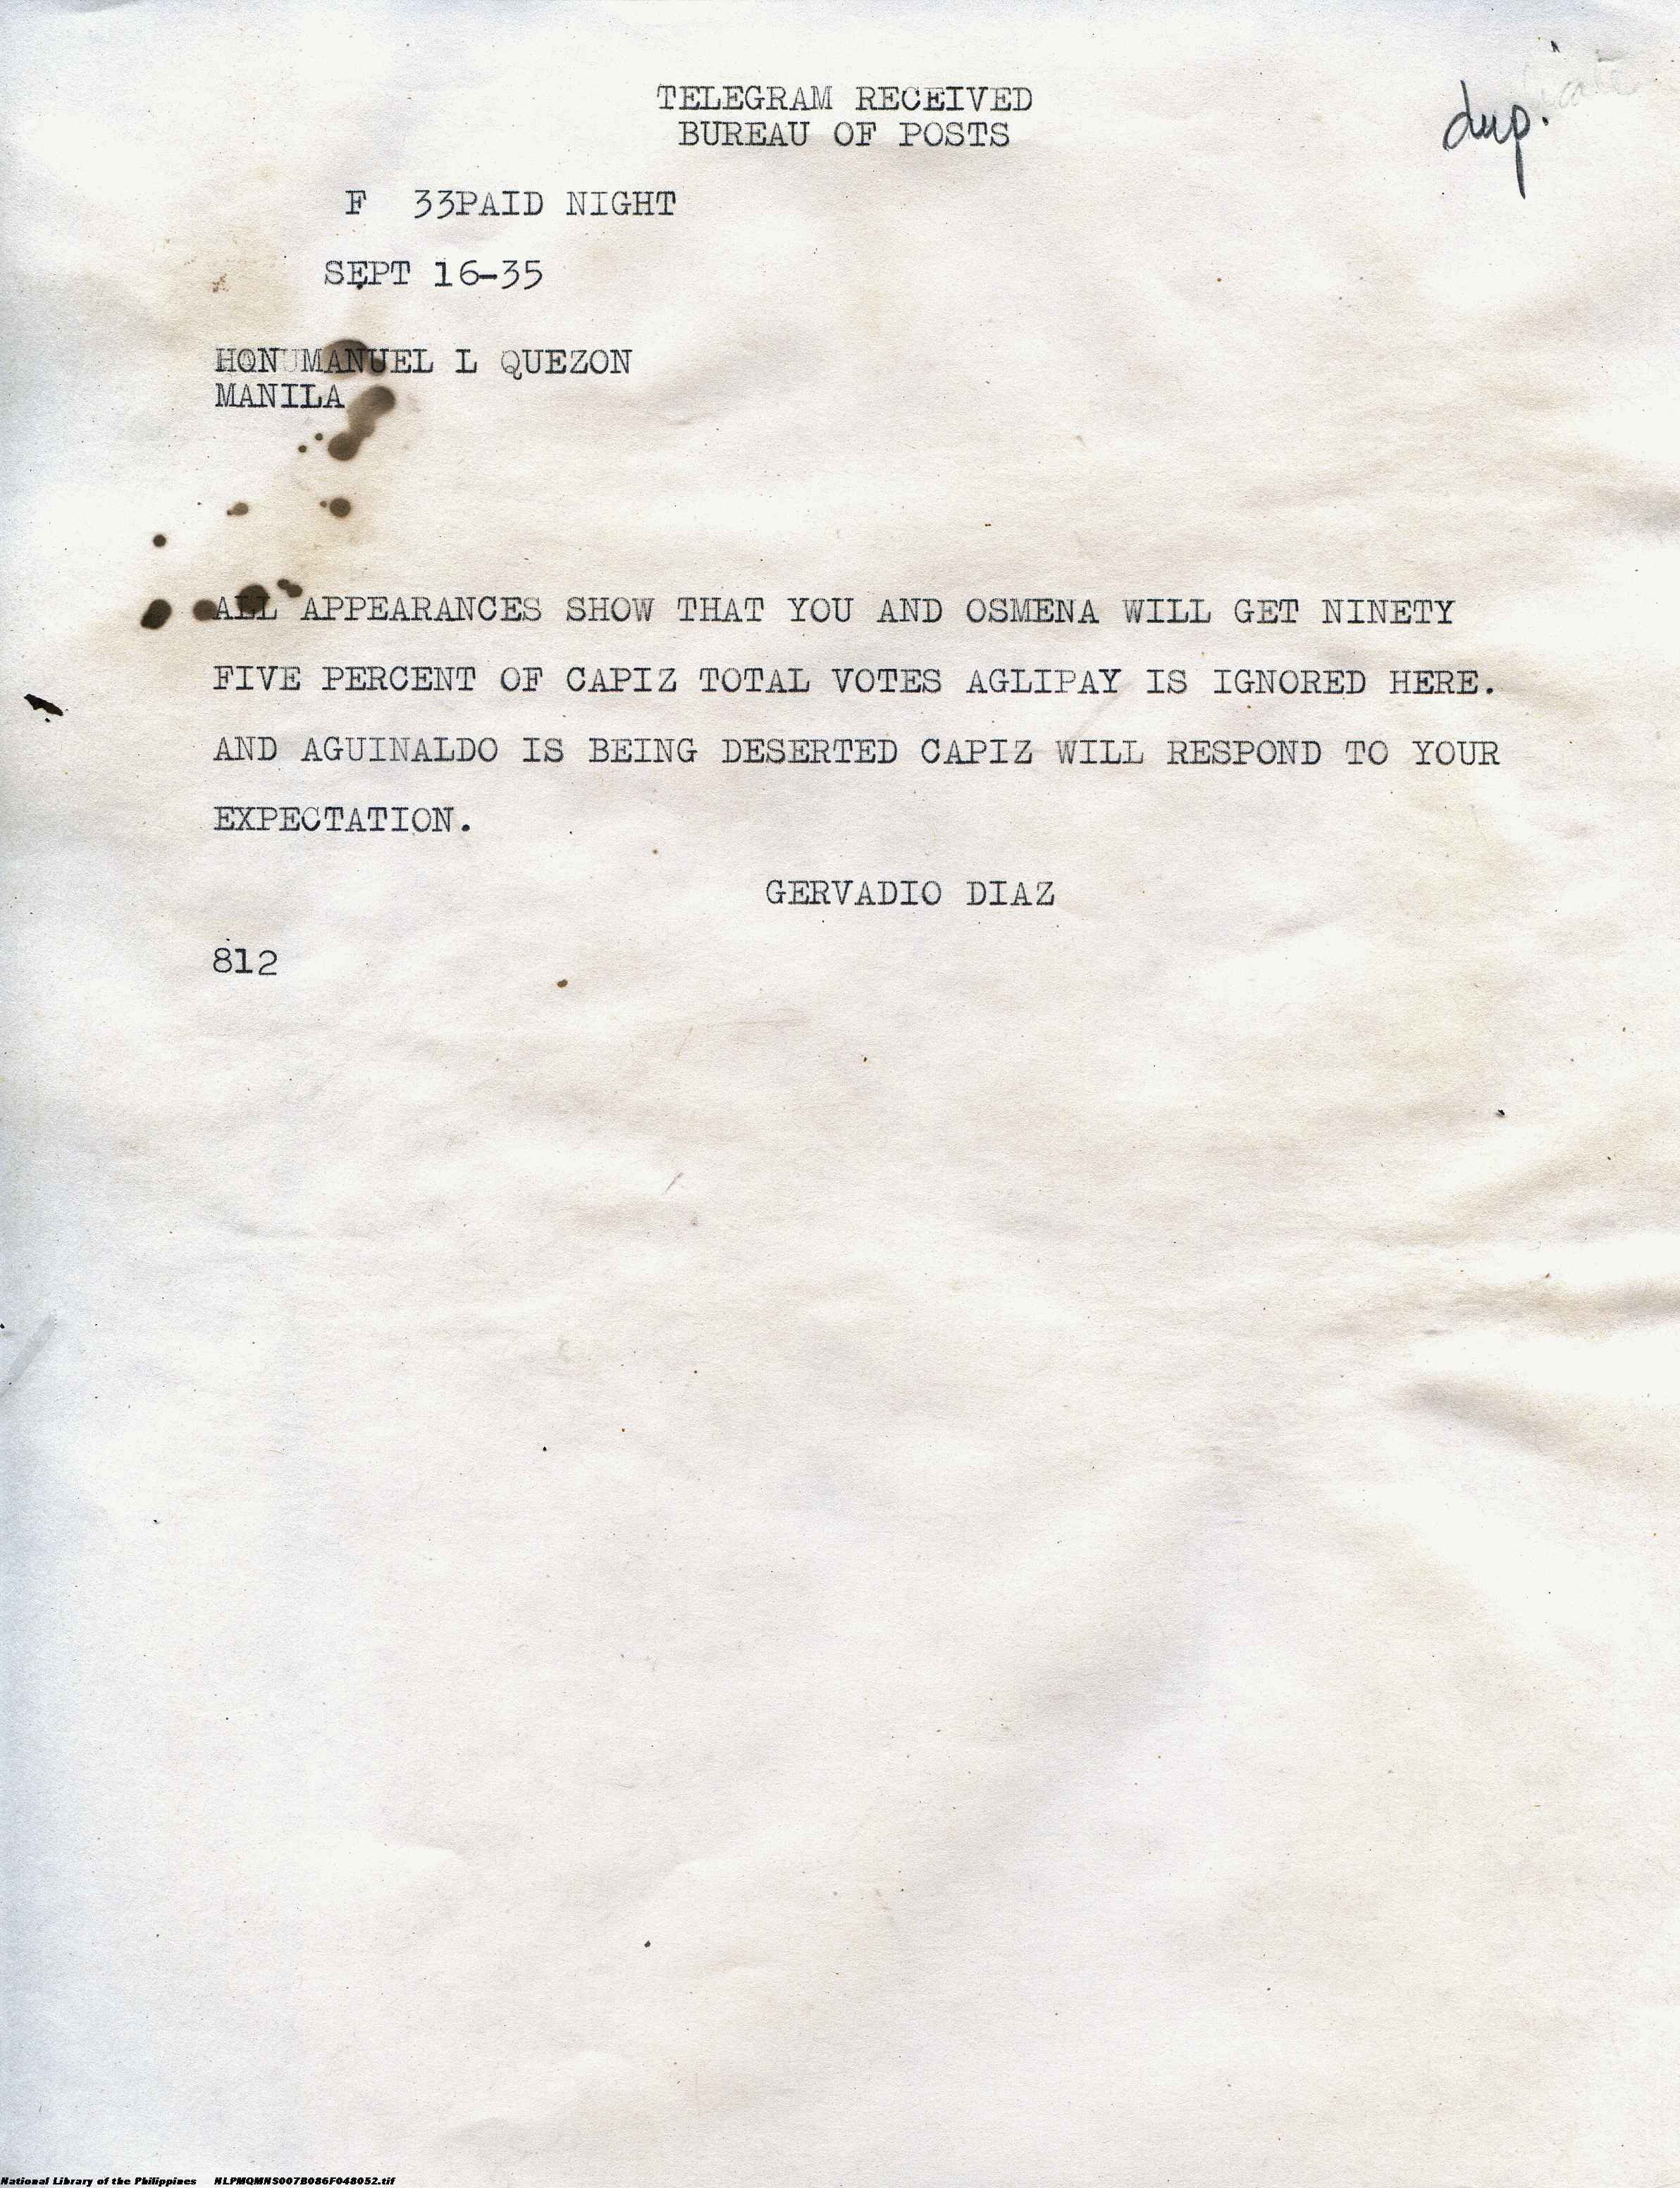 TELEGRAM RECEIVED
BUREAU OF POSTS
dup.
F 33PAID NIGHT
SEPT 16-35
HONUMANUEL L QUEZON
MANILA
ALL APPEARANCES SHOW THAT YOU AND OSMENA WILL GET NINETY
FIVE PERCENT OF CAPIZ TOTAL VOTES AGLIPAY IS IGNORED HERE.
AND AGUINALDO IS BEING DESERTED CAPIZ WILL RESPOND TO YOUR
EXPECTATION.
GERVADIO DIAZ
812
National Library of the Philippines NLPMQMNS007B086F048052.tif